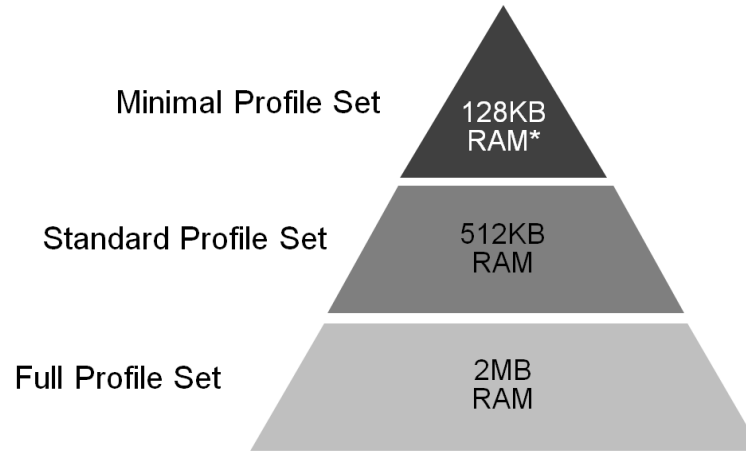 Minimal Profile Set
128KB
RAM*
Standard Profile Set
512KB
RAM
Full Profile Set
2MB
RAM